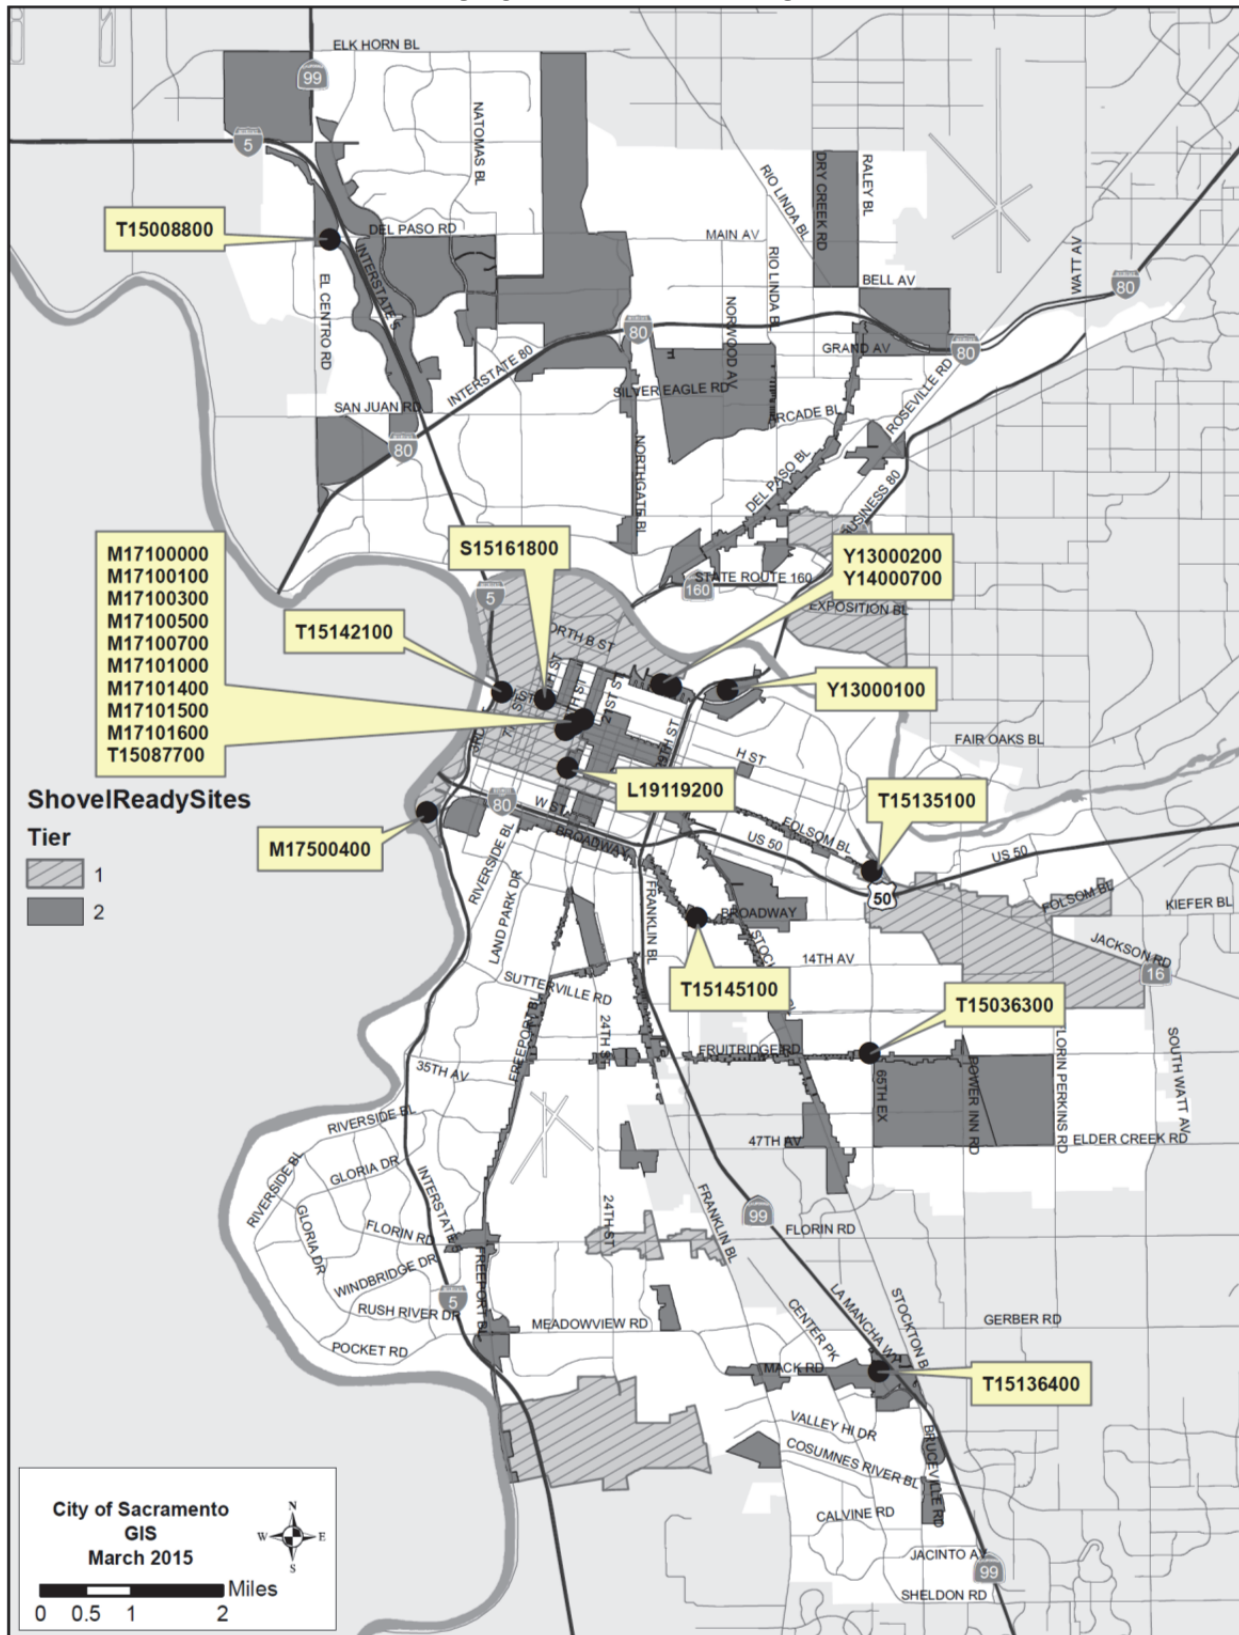 ELK HORN BL
99
5
NATOMAS BL
RIO LINDA BL
DRY CREEK RD
RALEY BL
T15008800
DEL PASO RD
MAIN AV
WATT AV
INTERSTATE 5
EL CENTRO RD
RIO LINDA BL
BELL AV
80
NORWOOD AV
80
GRAND AV
80
INTERSTATE 80
SILVER EAGLE RD
ROSEVILLE RD
SAN JUAN RD
ARCADE BL
80
NORTHGATE BL
DEL PASO BL
BUSINESS 80
M17100000
M17100100
M17100300
M17100500
M17100700
M17101000
M17101400
M17101500
M17101600
T15087700
S15161800
Y13000200
Y14000700
STATE ROUTE 160
160
5
EXPOSITION BL
T15142100
ORTH B ST
Y13000100
21ST ST
29TH ST
FAIR OAKS BL
H ST
L19119200
T15135100
ShovelReadySites
Tier
1
2
M17500400
80
W ST
BROADWAY
FOLSOM BL
US 50
US 50
50
RIVERSIDE BL
LAND PARK DR
FRANKLIN BL
BROADWAY
FOLSOM BL
KIEFER BL
JACKSON RD
16
14TH AV
T15145100
SUTTERVILLE RD
T15036300
FREEPORT BL
24TH ST
FRUITRIDGE RD
35TH AV
65TH EX
POWER INN RD
FLORIN PERKINS RD
SOUTH WATT AV
RIVERSIDE BL
47TH AV
ELDER CREEK RD
RIVERSIDE BL
GLORIA DR
INTERSTATE
GLORIA DR
FLORIN RD
24TH ST
FRANKLIN BL
99
FLORIN RD
WINDBRIDGE DR
FREEPORT BL
RUSH RIVER DR
5
MEADOWVIEW RD
CENTER PK
LA MANCHA WY
STOCKTON B
GERBER RD
POCKET RD
MACK RD
T15136400
VALLEY HI DR
COSUMNES RIVER BL
BRUCEVILLE RD
CALVINE RD
JACINTO AV
99
SHELDON RD
City of Sacramento
GIS
March 2015
N
W E
S
Miles
0 0.5 1 2